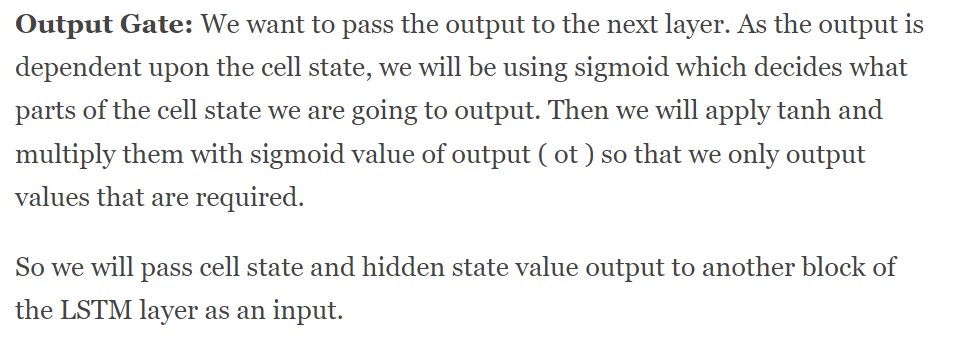 Output Gate: We want to pass the output to the next layer. As the output is
dependent upon the cell state, we will be using sigmoid which decides what
parts of the cell state we are going to output. Then we will apply tanh and
multiply them with sigmoid value of output ( ot ) so that we only output
values that are required.
So we will pass cell state and hidden state value output to another block of
the LSTM layer as an input.